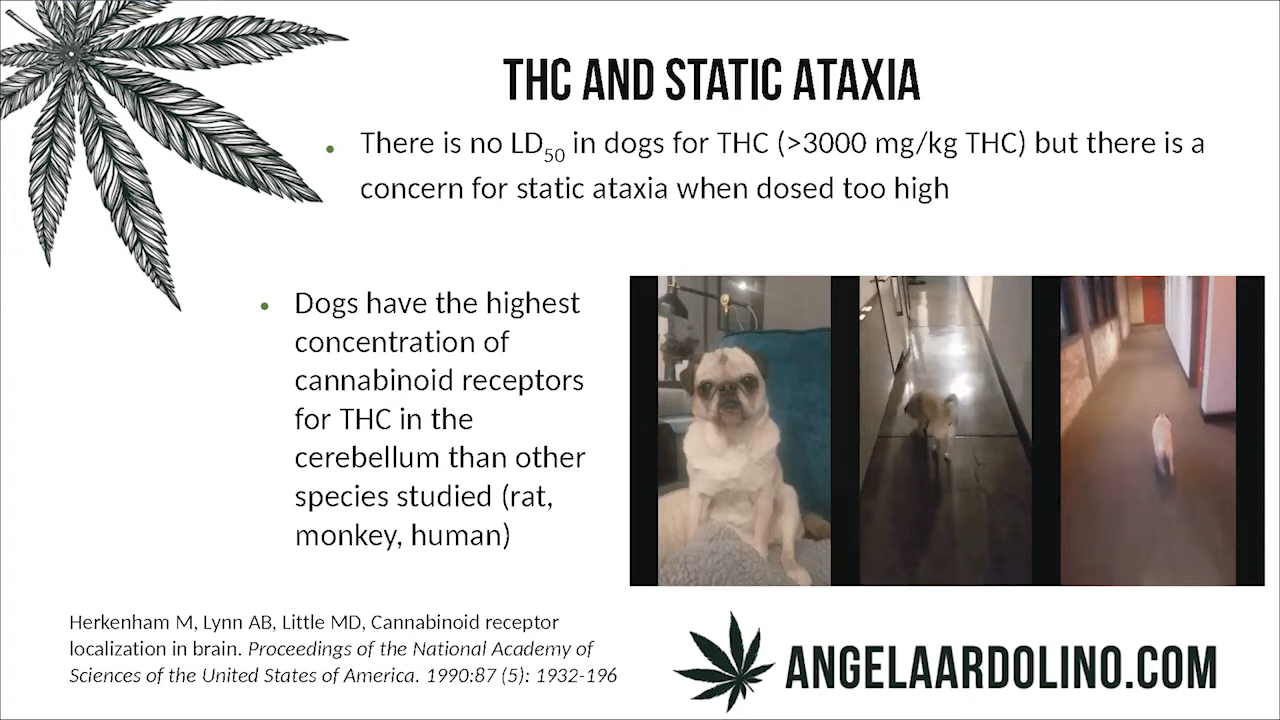 THC AND STATIC ATAXIA
• There is no LD50 in dogs for THC (>3000 mg/kg THC) but there is a
concern for static ataxia when dosed too high
• Dogs have the highest
concentration of
cannabinoid receptors
for THC in the
cerebellum than other
species studied (rat,
monkey, human)
Herkenham M, Lynn AB, Little MD, Cannabinoid receptor
localization in brain. Proceedings of the National Academy of
Sciences of the United States of America. 1990:87 (5): 1932-196
ANGELAARDOLINO.COM